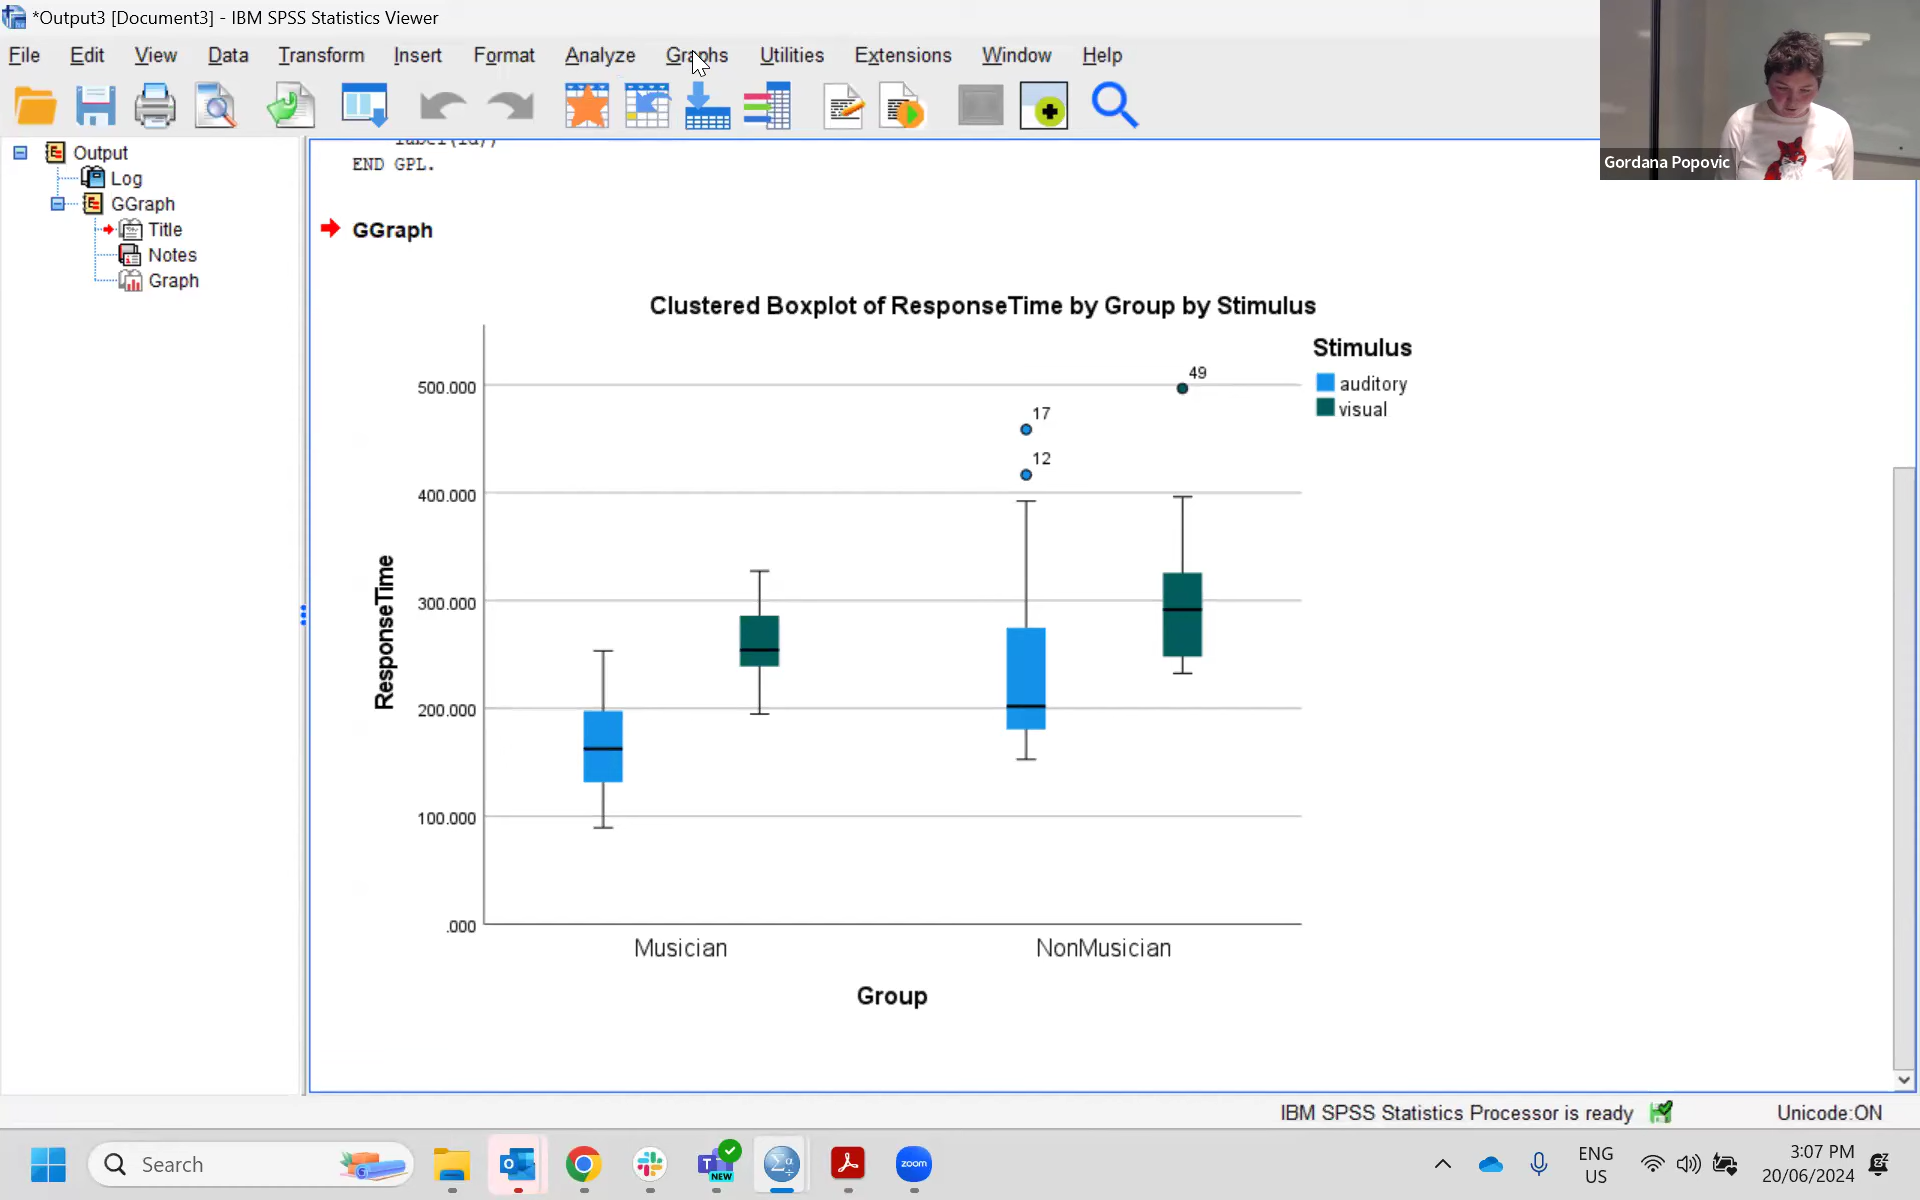 *Output3 [Document3] - IBM SPSS Statistics Viewer
File Edit View Data Transform Insert Format Analyze Graphs Utilities Extensions Window Help
Gordana Popovic
Output
Log
GGraph
Title
Notes
Graph
END GPL.
GGraph
Clustered Boxplot of ResponseTime by Group by Stimulus
Stimulus
auditory
visual
500.000
400.000
300.000
200.000
100.000
.000
49
17
12
ResponseTime
Musician NonMusician
Group
IBM SPSS Statistics Processor is ready Unicode:ON
Search
NEW
zoom
ENG
US
3:07 PM
20/06/2024